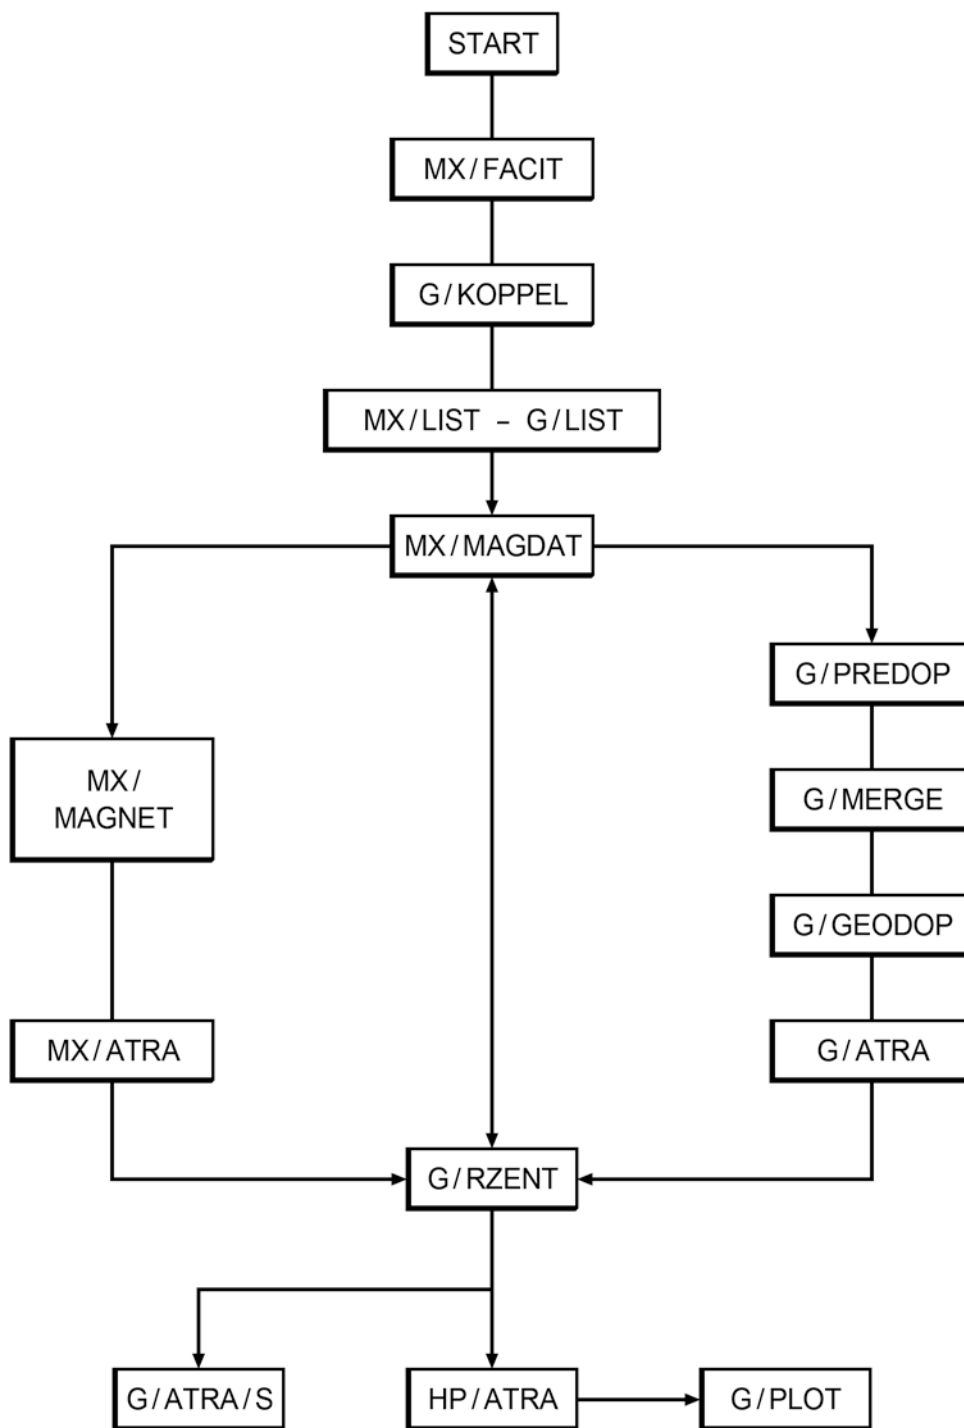 START
MX/FACIT
G/KOPPEL
MX/LIST – G/LIST
MX/MAGDAT
G/PREDOP
MX/
MAGNET
G/MERGE
G/GEODOP
MX/ATRA
G/ATRA
G/RZENT
G/ATRA/S
HP/ATRA
G/PLOT